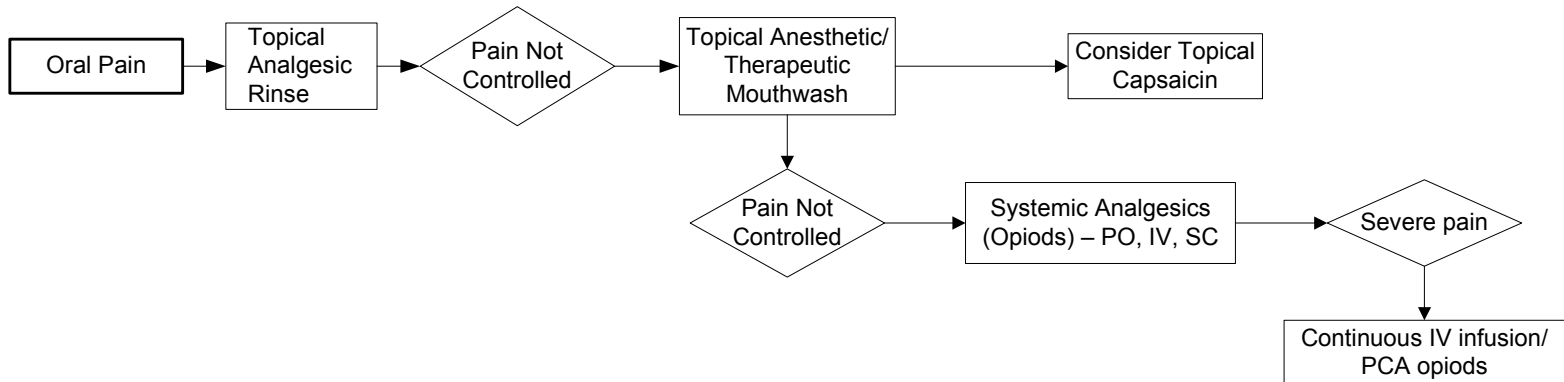 Oral Pain
Topical
Analgesic
Rinse
Pain Not
Controlled
Topical Anesthetic/
Therapeutic
Mouthwash
Consider Topical
Capsaicin
Pain Not
Controlled
Systemic Analgesics
(Opiods) – PO, IV, SC
Severe pain
Continuous IV infusion/
PCA opiods